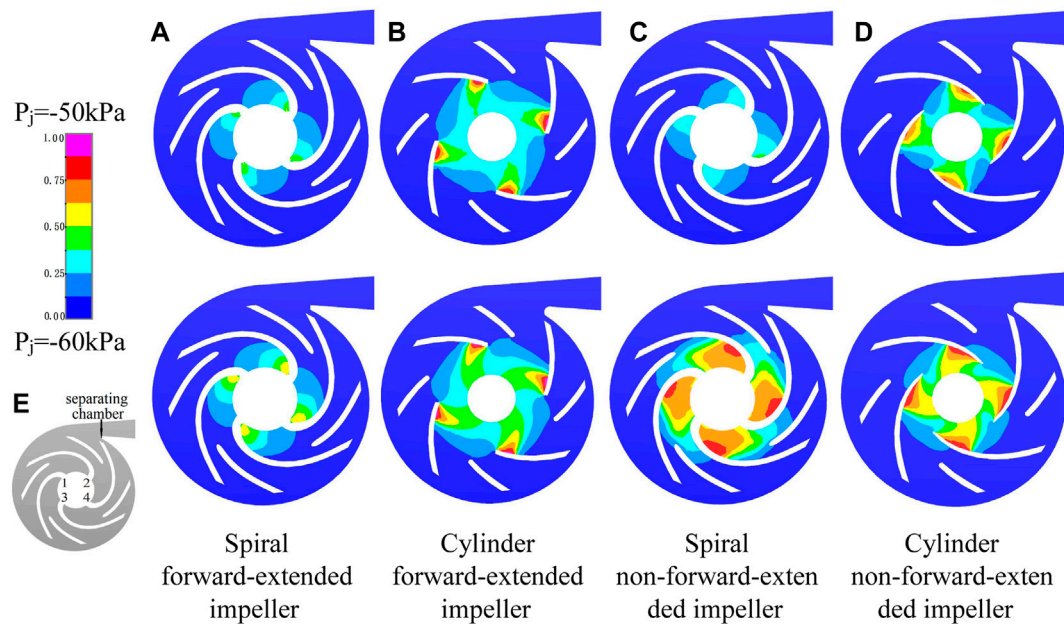 A
B
C
D
Pj=-50kPa
1.00
0.75
0.50
0.25
0.00
Pj=-60kPa
E
separating
chamber
1 2
3 4
Spiral
forward-extended
impeller
Cylinder
forward-extended
impeller
Spiral
non-forward-exten
ded impeller
Cylinder
non-forward-exten
ded impeller